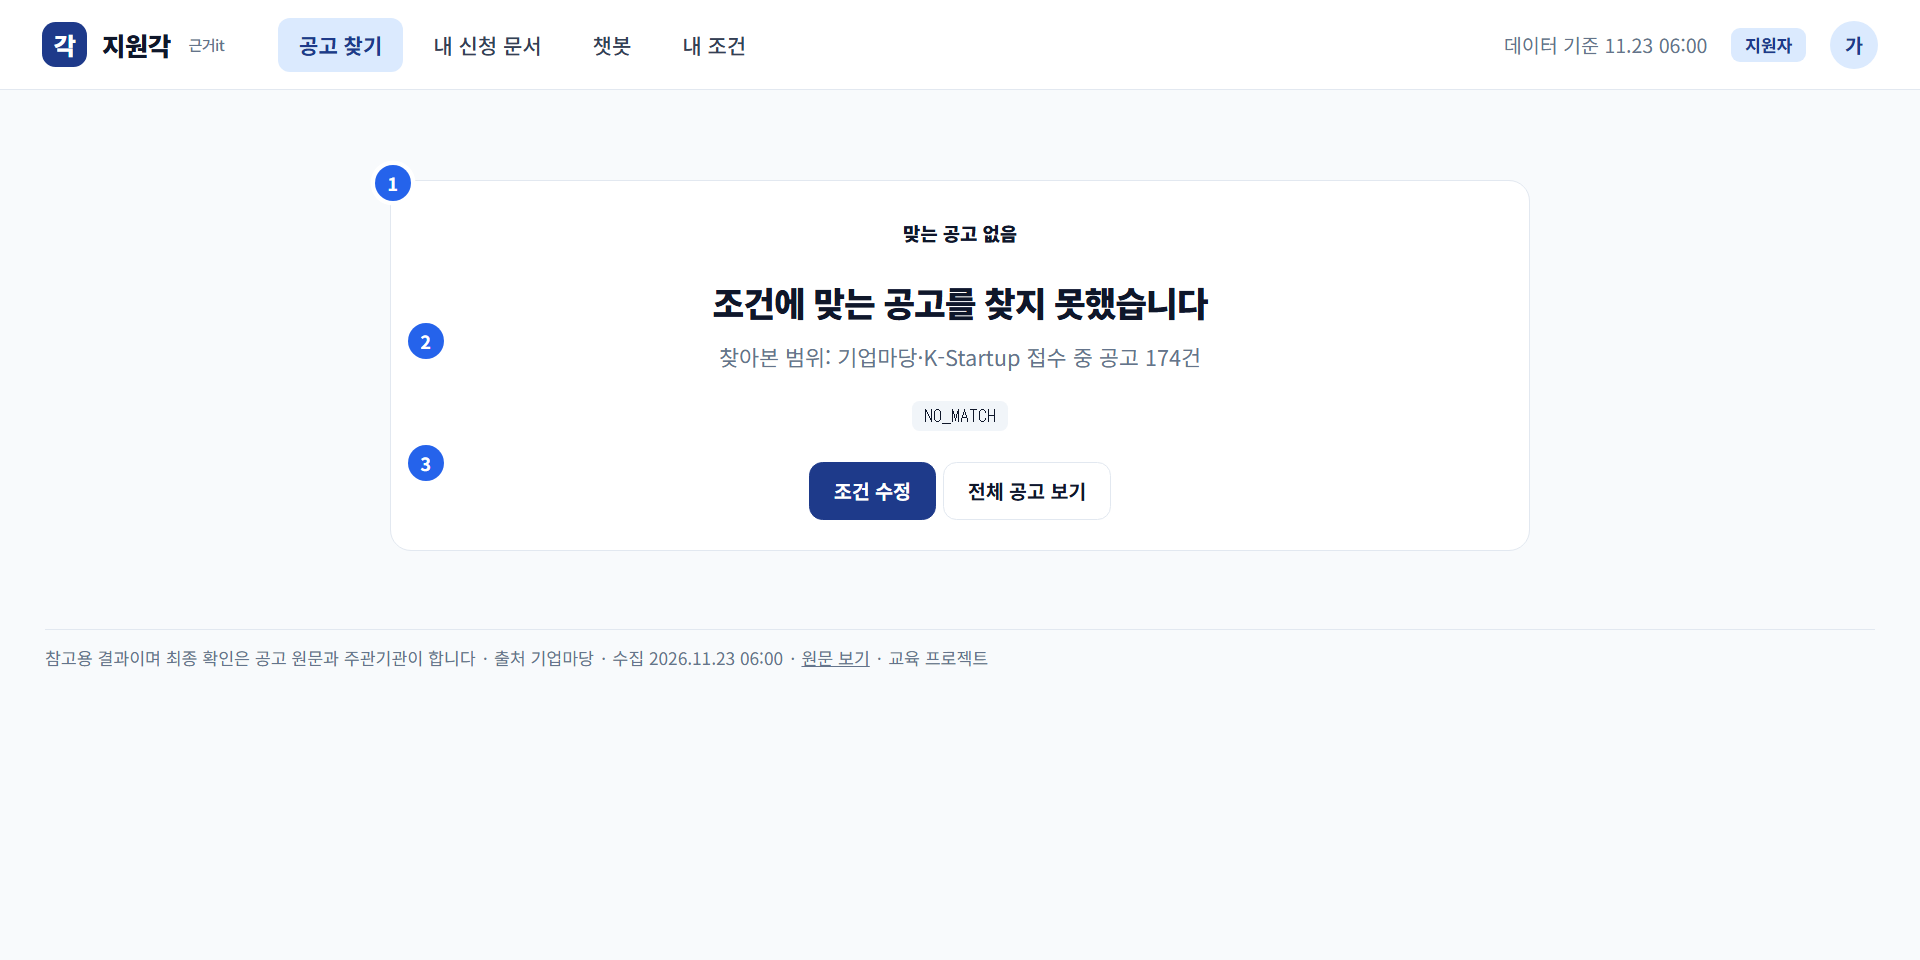 각 지원각 근거it 공고 찾기 내 신청 문서 챗봇 내 조건 데이터 기준 11.23 06:00 지원자 가
1
맞는 공고 없음
조건에 맞는 공고를 찾지 못했습니다
2
찾아본 범위: 기업마당·K-Startup 접수 중 공고 174건
NO_MATCH
3
조건 수정 전체 공고 보기
참고용 결과이며 최종 확인은 공고 원문과 주관기관이 합니다 · 출처 기업마당 · 수집 2026.11.23 06:00 · 원문 보기 · 교육 프로젝트